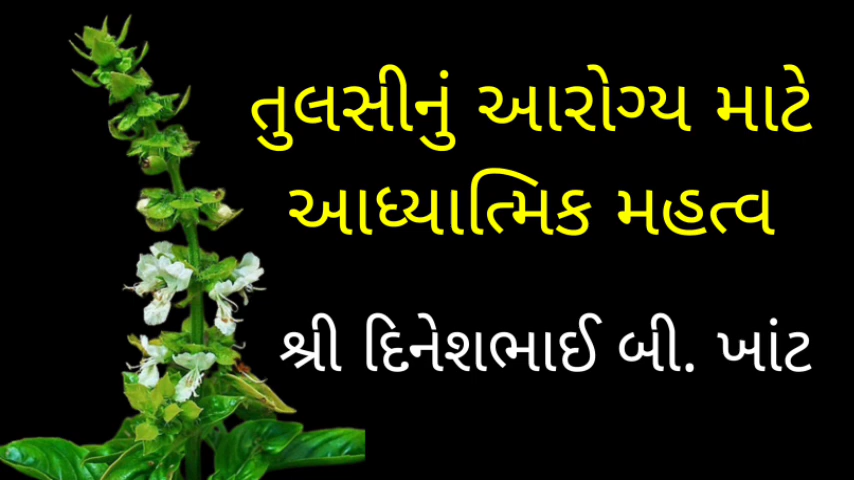 તુલસીનું આરોગ્ય માટે
આધ્યાત્મિક મહત્વ
શ્રી દિનેશભાઈ બી. ખાંટ